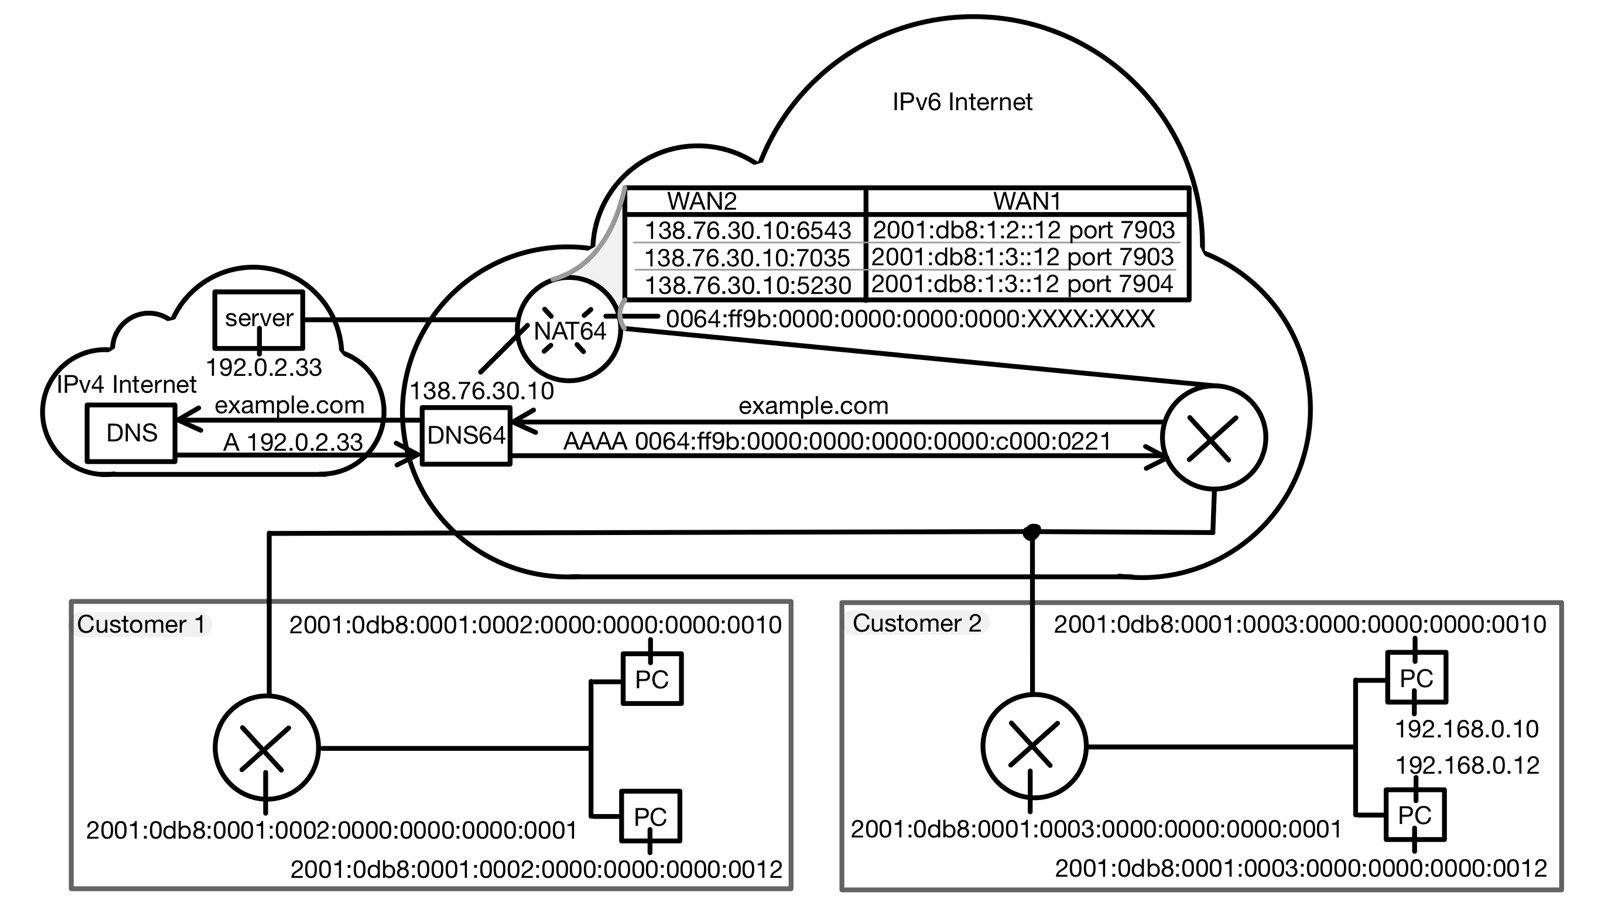 IPv6 Internet
WAN2 WAN1
138.76.30.10:6543 2001:db8:1:2::12 port 7903
138.76.30.10:7035 2001:db8:1:3::12 port 7903
138.76.30.10:5230 2001:db8:1:3::12 port 7904
server
NAT64
0064:ff9b:0000:0000:0000:0000:XXXX:XXXX
192.0.2.33
IPv4 Internet
138.76.30.10
example.com
example.com
DNS
DNS64
A 192.0.2.33
AAAA 0064:ff9b:0000:0000:0000:0000:c000:0221
Customer 1
2001:0db8:0001:0002:0000:0000:0000:0010
PC
PC
2001:0db8:0001:0002:0000:0000:0000:0001
2001:0db8:0001:0002:0000:0000:0000:0012
Customer 2
2001:0db8:0001:0003:0000:0000:0000:0010
PC
192.168.0.10
192.168.0.12
PC
2001:0db8:0001:0003:0000:0000:0000:0001
2001:0db8:0001:0003:0000:0000:0000:0012